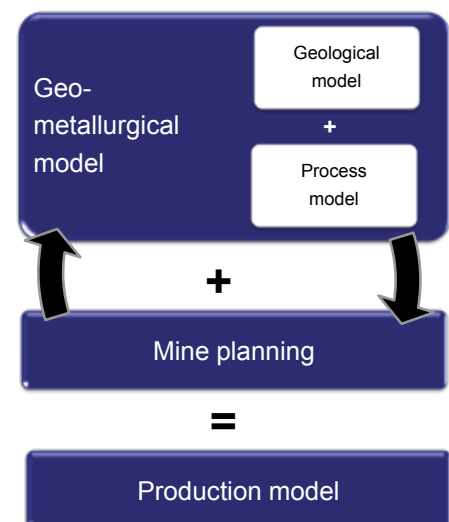 Geo-
metallurgical
model
Geological
model
+
Process
model
+
Mine planning
=
Production model